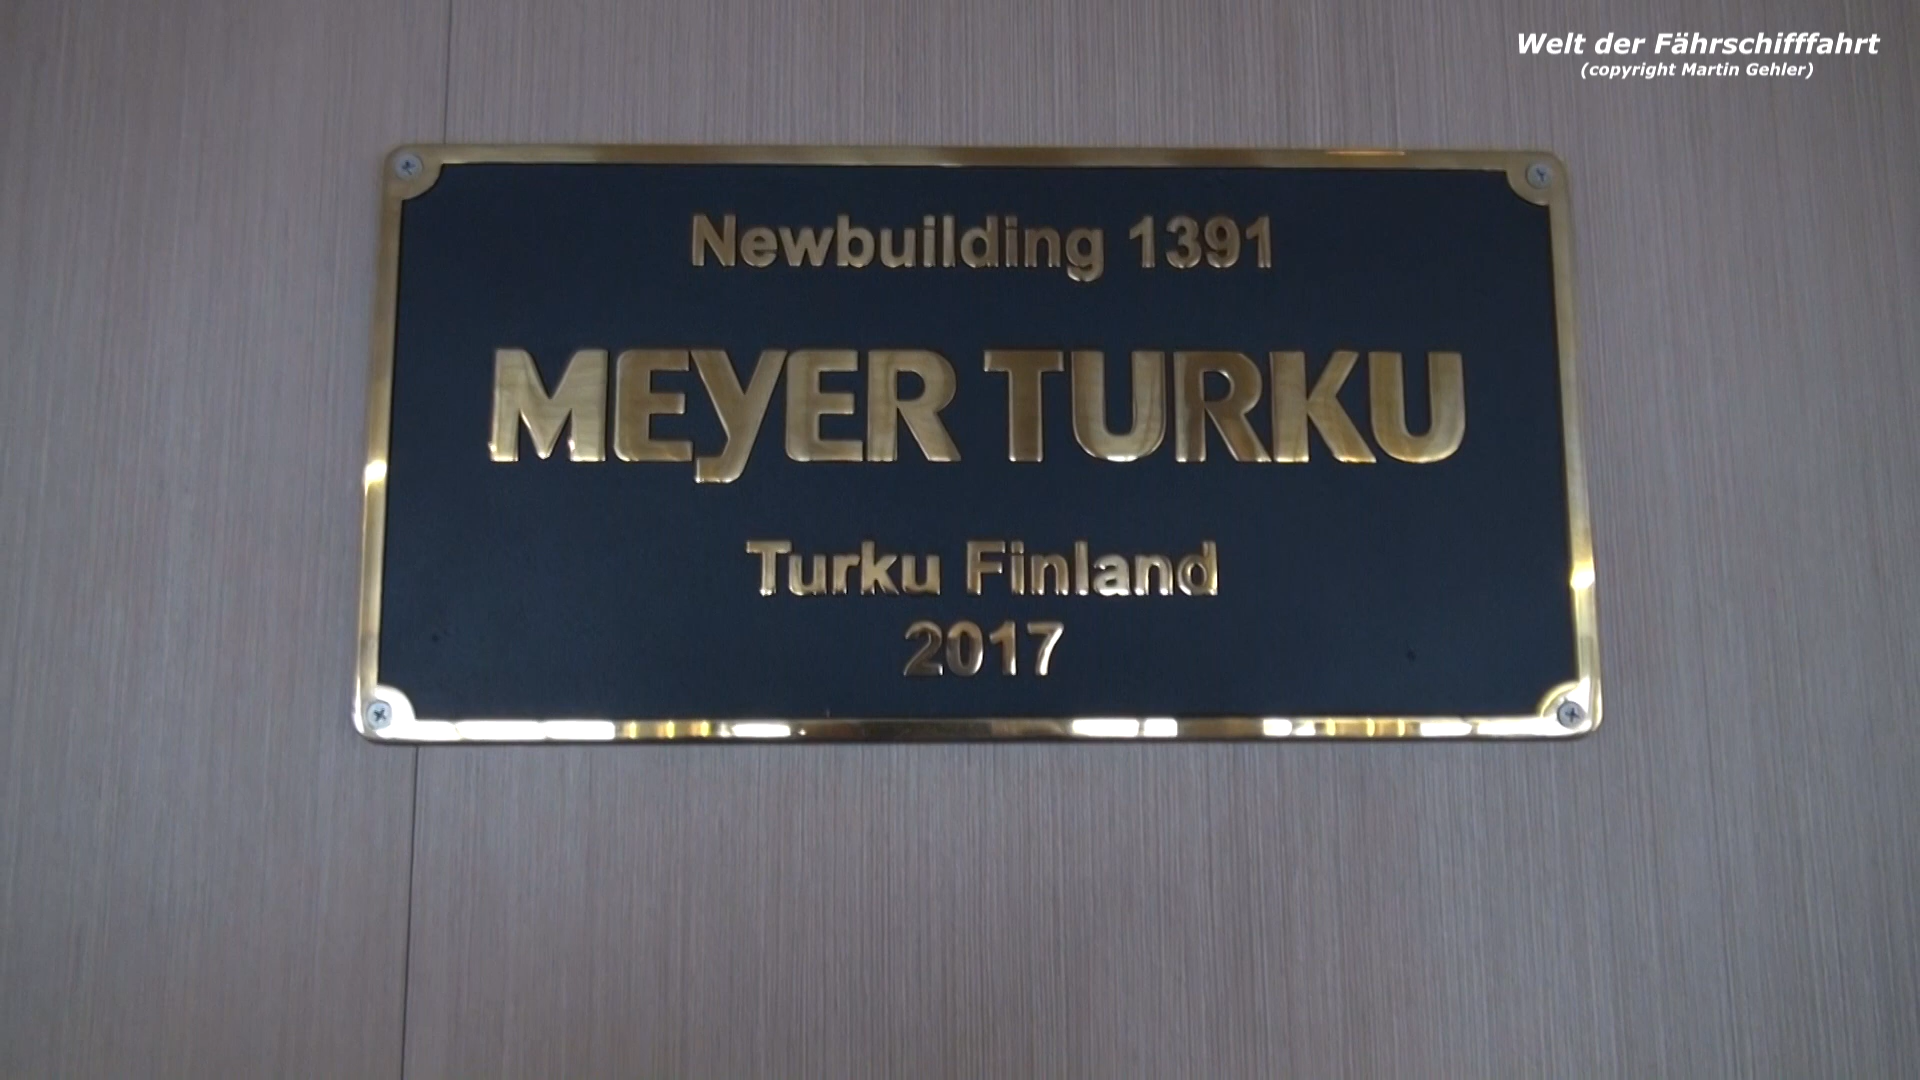 Welt der Fährschifffahrt
(copyright Martin Gehler)
Newbuilding 1391
MEYER TURKU
Turku Finland
2017